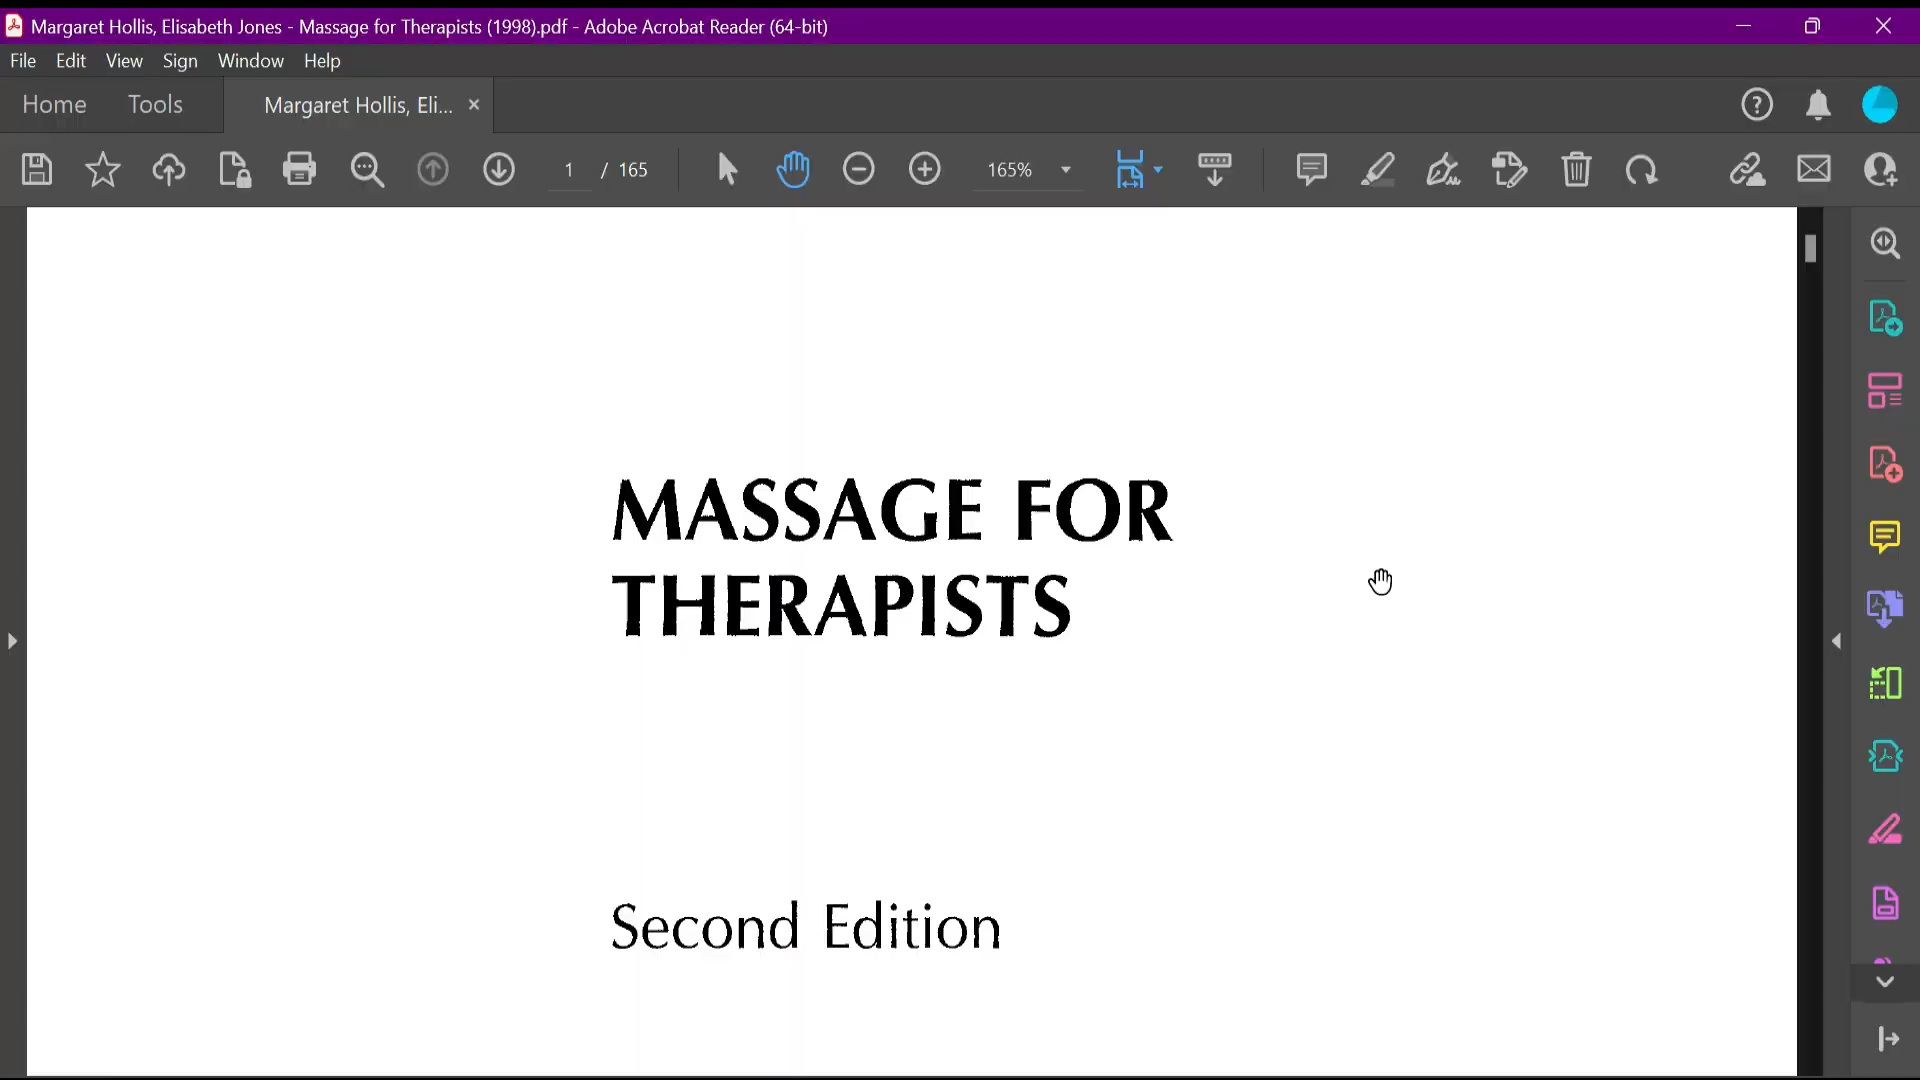 Margaret Hollis, Elisabeth Jones - Massage for Therapists (1998).pdf - Adobe Acrobat Reader (64-bit)
File Edit View Sign Window Help
Home Tools Margaret Hollis, Eli... ×
1 / 165 165%
MASSAGE FOR
THERAPISTS
Second Edition